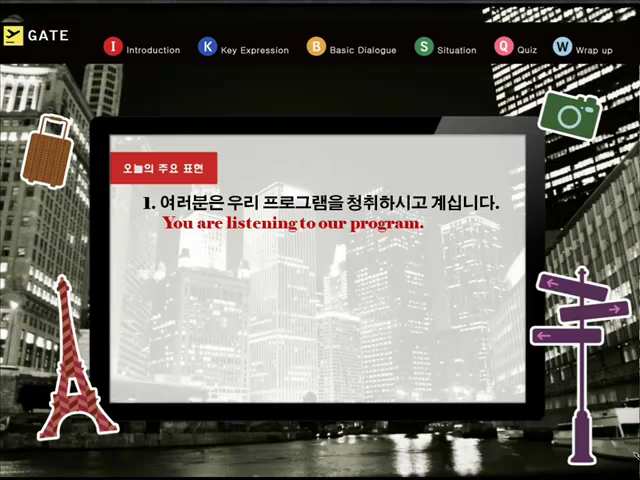 GATE
I Introduction
K Key Expression
B Basic Dialogue
S Situation
Q Quiz
W Wrap up
오늘의 주요 표현
1. 여러분은 우리 프로그램을 청취하시고 계십니다.
You are listening to our program.